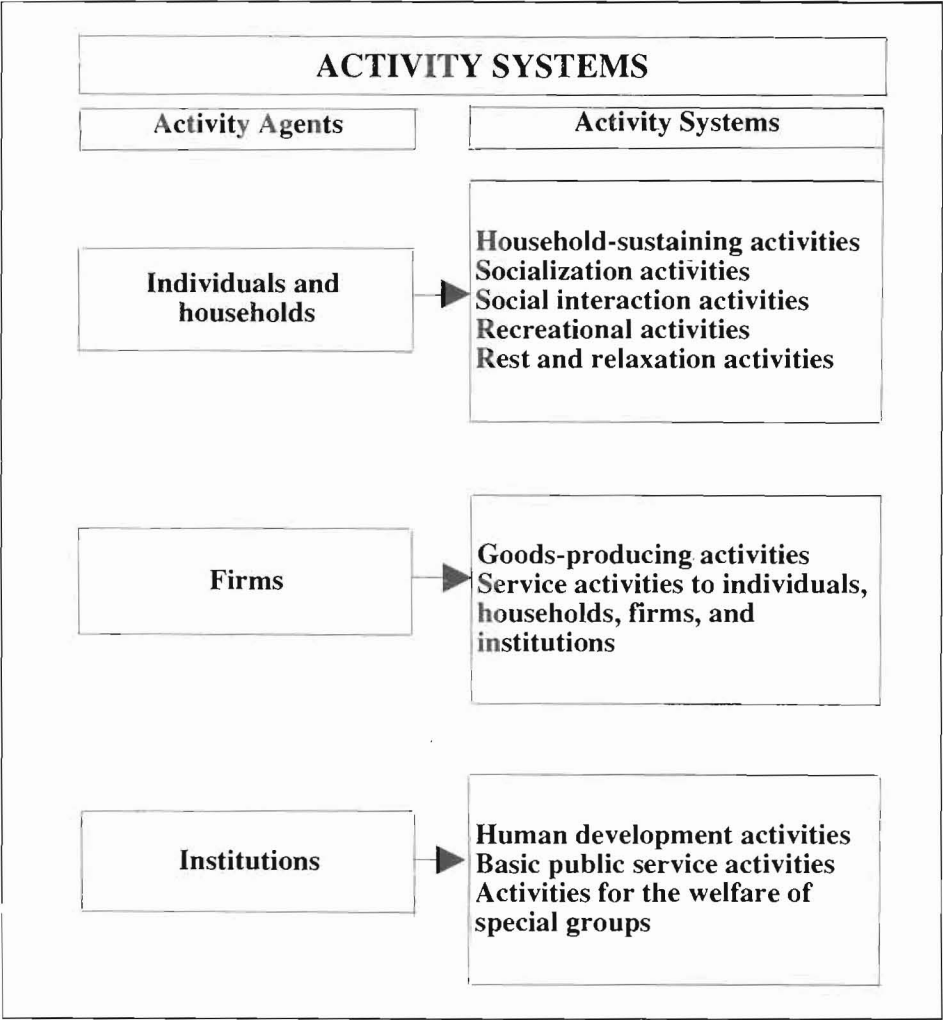 ACTIVITY SYSTEMS
Activity Agents
Activity Systems
Individuals and
households
Household-sustaining activities
Socialization activities
Social interaction activities
Recreational activities
Rest and relaxation activities
Firms
Goods-producing activities
Service activities to individuals,
households, firms, and
institutions
Institutions
Human development activities
Basic public service activities
Activities for the welfare of
special groups